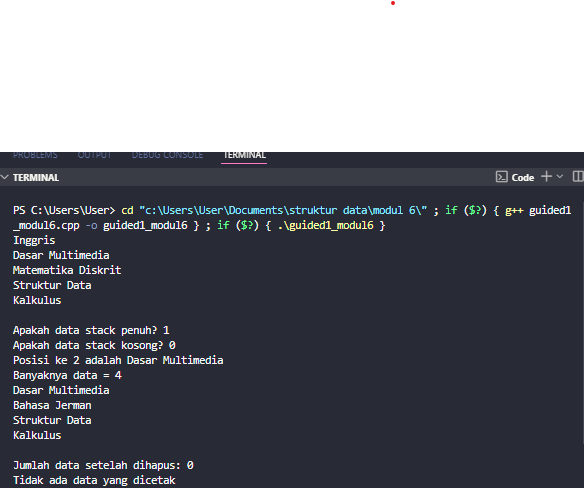 PROBLEMS OUTPUT DEBUG CONSOLE TERMINAL
TERMINAL Code
PS C:\Users\User> cd "c:\Users\User\Documents\struktur data\modul 6\" ; if ($?) { g++ guided1
_modul6.cpp -o guided1_modul6 } ; if ($?) { .\guided1_modul6 }
Inggris
Dasar Multimedia
Matematika Diskrit
Struktur Data
Kalkulus
Apakah data stack penuh? 1
Apakah data stack kosong? 0
Posisi ke 2 adalah Dasar Multimedia
Banyaknya data = 4
Dasar Multimedia
Bahasa Jerman
Struktur Data
Kalkulus
Jumlah data setelah dihapus: 0
Tidak ada data yang dicetak